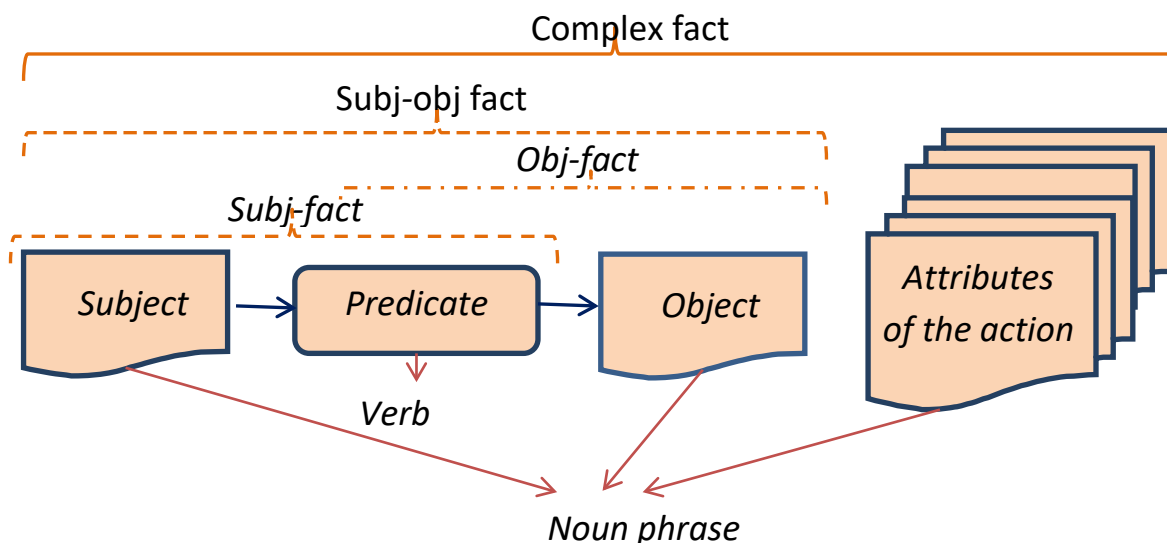 Complex fact
Subj-obj fact
Obj-fact
Subj-fact
Subject
Predicate
Object
Attributes
of the action
Verb
Noun phrase